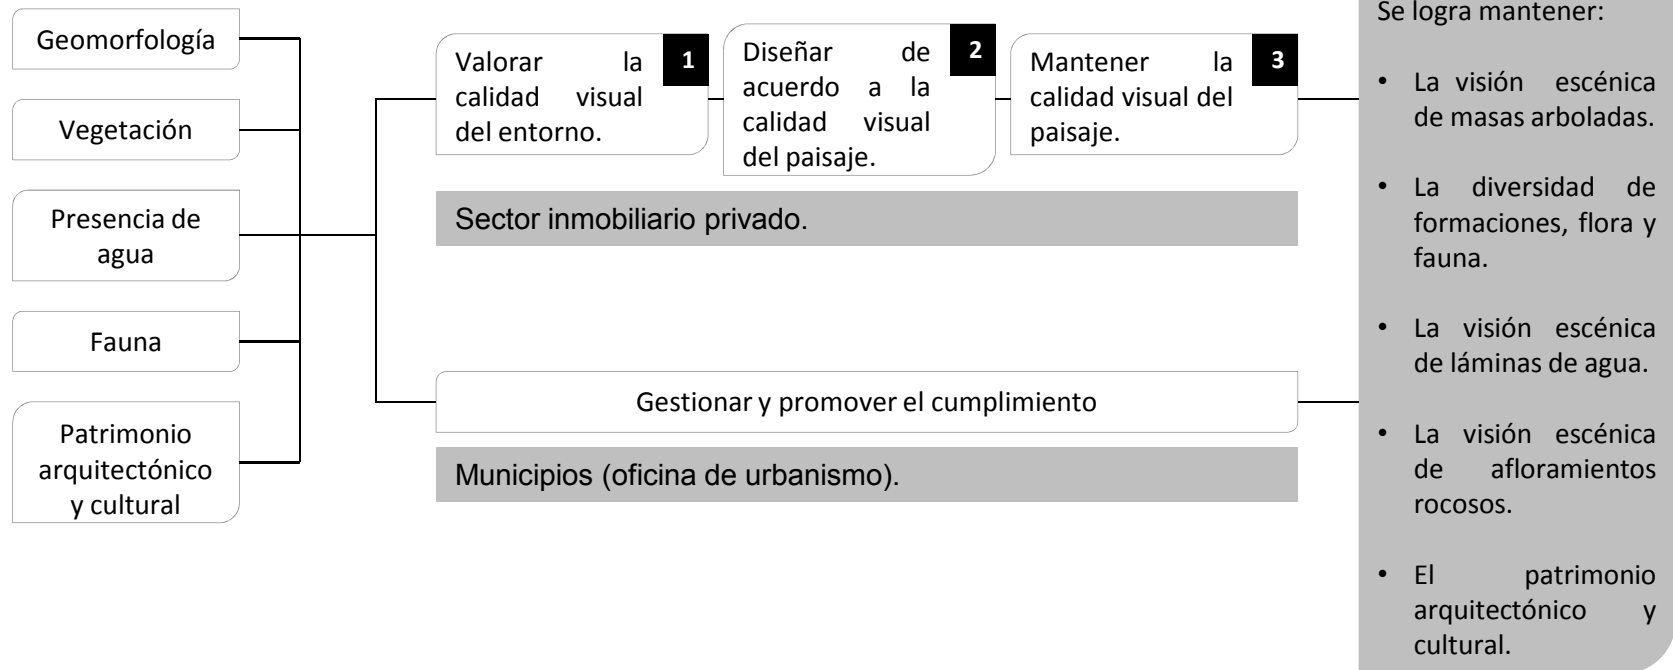 Geomorfología
Vegetación
Presencia de
agua
Fauna
Patrimonio
arquitectónico
y cultural
Valorar la
calidad visual
del entorno.
1
Diseñar de
acuerdo a la
calidad visual
del paisaje.
2
Mantener la
calidad visual del
paisaje.
3
Sector inmobiliario privado.
Gestionar y promover el cumplimiento
Municipios (oficina de urbanismo).
Se logra mantener:
• La visión escénica
de masas arboladas.
• La diversidad de
formaciones, flora y
fauna.
• La visión escénica
de láminas de agua.
• La visión escénica
de afloramientos
rocosos.
• El patrimonio
arquitectónico y
cultural.